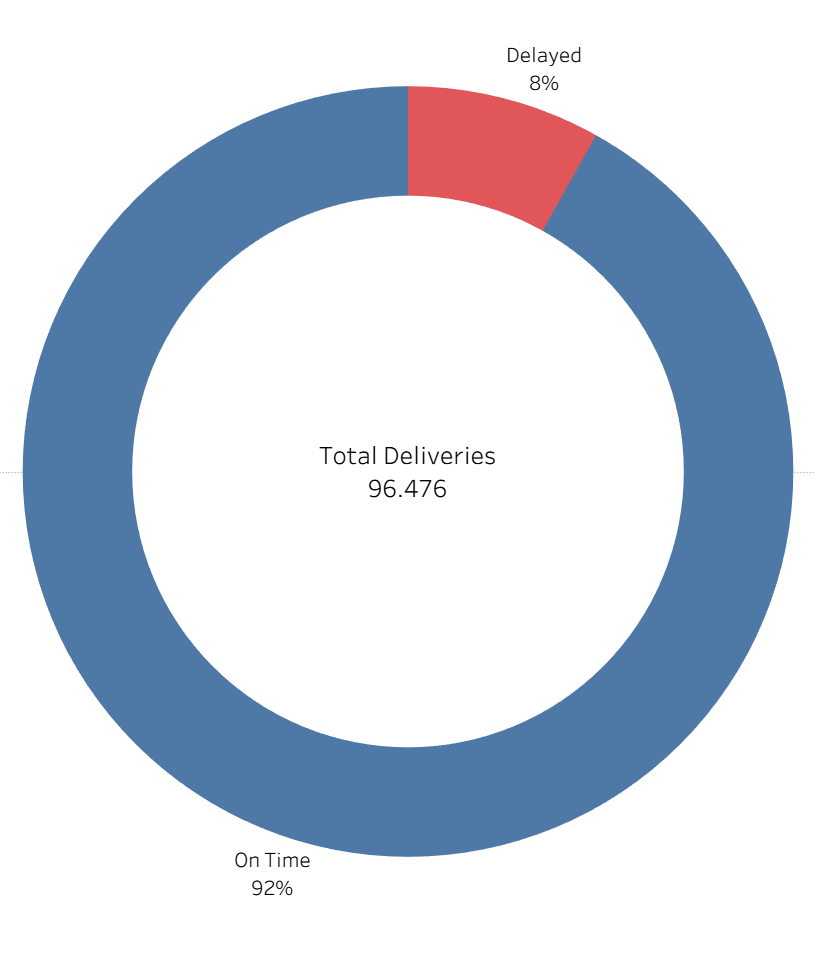 Delayed
8%
Total Deliveries
96.476
On Time
92%